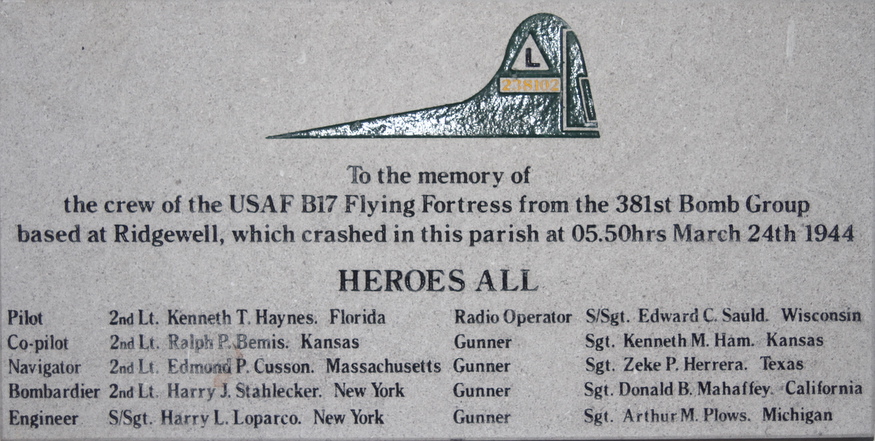 L
238102
To the memory of
the crew of the USAF B17 Flying Fortress from the 381st Bomb Group
based at Ridgewell, which crashed in this parish at 05.50hrs March 24th 1944
HEROES ALL
Pilot 2nd Lt. Kenneth T. Haynes. Florida Radio Operator S/Sgt. Edward C. Sauld. Wisconsin
Co-pilot 2nd Lt. Ralph P. Bemis. Kansas Gunner Sgt. Kenneth M. Ham. Kansas
Navigator 2nd Lt. Edmond P. Cusson. Massachusetts Gunner Sgt. Zeke P. Herrera. Texas
Bombardier 2nd Lt. Harry J. Stahlecker. New York Gunner Sgt. Donald B. Mahaffey. California
Engineer S/Sgt. Harry L. Loparco. New York Gunner Sgt. Arthur M. Plows. Michigan